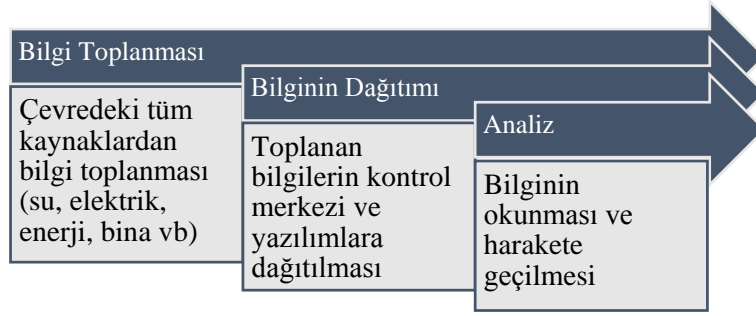 Bilgi Toplanması
Çevredeki tüm
kaynaklardan
bilgi toplanması
(su, elektrik,
enerji, bina vb)
Bilginin Dağıtımı
Toplanan
bilgilerin kontrol
merkezi ve
yazılımlara
dağıtılması
Analiz
Bilginin
okunması ve
harakete
geçilmesi